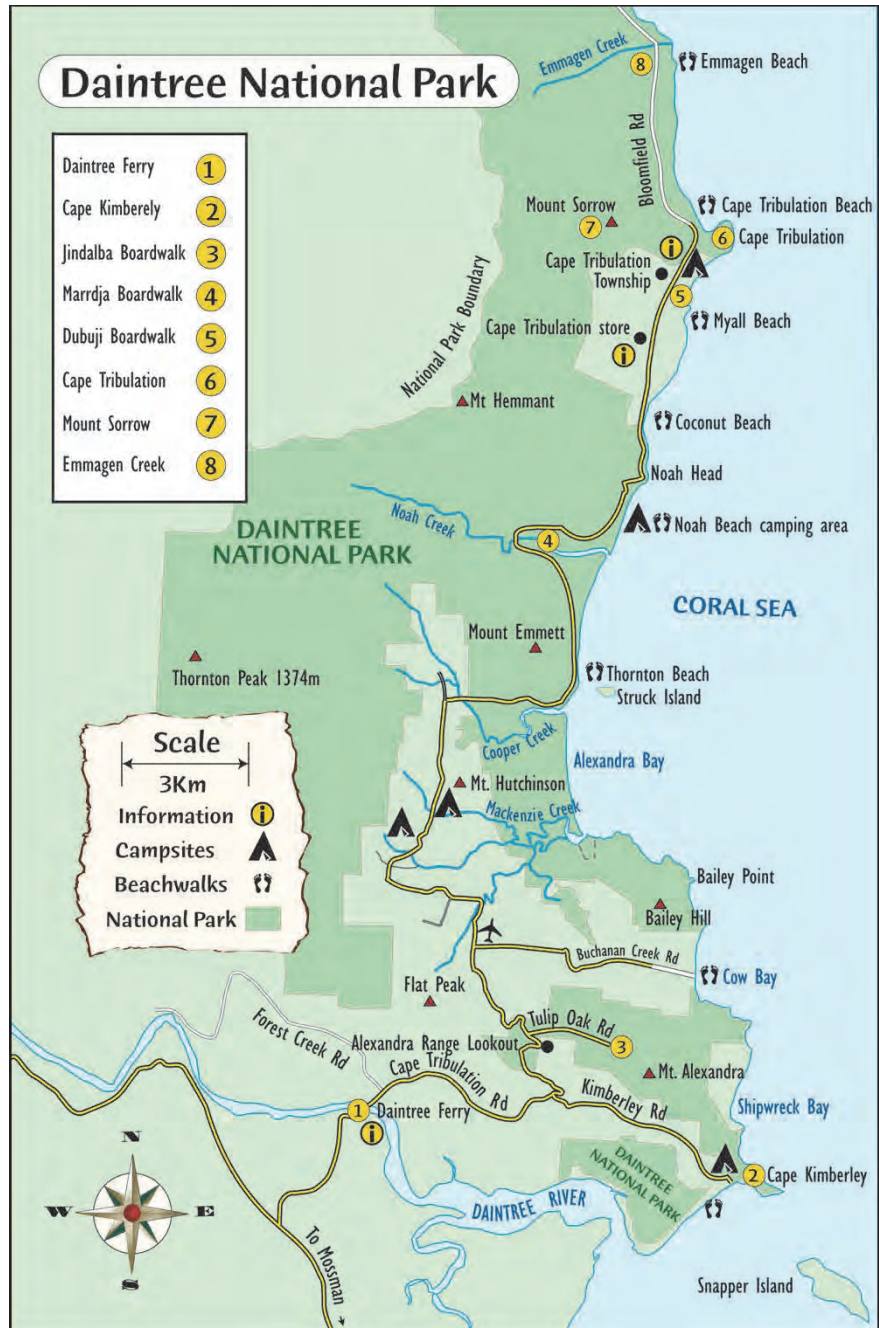 Daintree National Park
Daintree Ferry 1
Cape Kimberely 2
Jindalba Boardwalk 3
Marrdja Boardwalk 4
Dubuji Boardwalk 5
Cape Tribulation 6
Mount Sorrow 7
Emmagen Creek 8
Emmagen Creek
8
Emmagen Beach
Bloomfield Rd
Mount Sorrow
7
Cape Tribulation Beach
i
6
Cape Tribulation
Cape Tribulation
Township
5
Myall Beach
Cape Tribulation store
i
National Park Boundary
Mt Hemmant
Coconut Beach
Noah Head
Noah Creek
4
Noah Beach camping area
DAINTREE
NATIONAL PARK
CORAL SEA
Mount Emmett
Thornton Peak 1374m
Thornton Beach
Struck Island
Cooper Creek
Alexandra Bay
Mt. Hutchinson
Mackenzie Creek
Scale
3Km
Information i
Campsites
Beachwalks
National Park
Bailey Point
Bailey Hill
Buchanan Creek Rd
Cow Bay
Flat Peak
Forest Creek Rd
Tulip Oak Rd
Alexandra Range Lookout
3
Cape Tribulation Rd
Mt. Alexandra
Kimberley Rd
Shipwreck Bay
1
Daintree Ferry
i
DAINTREE
NATIONAL PARK
2
Cape Kimberley
DAINTREE RIVER
N
W
E
S
To Mossman
Snapper Island